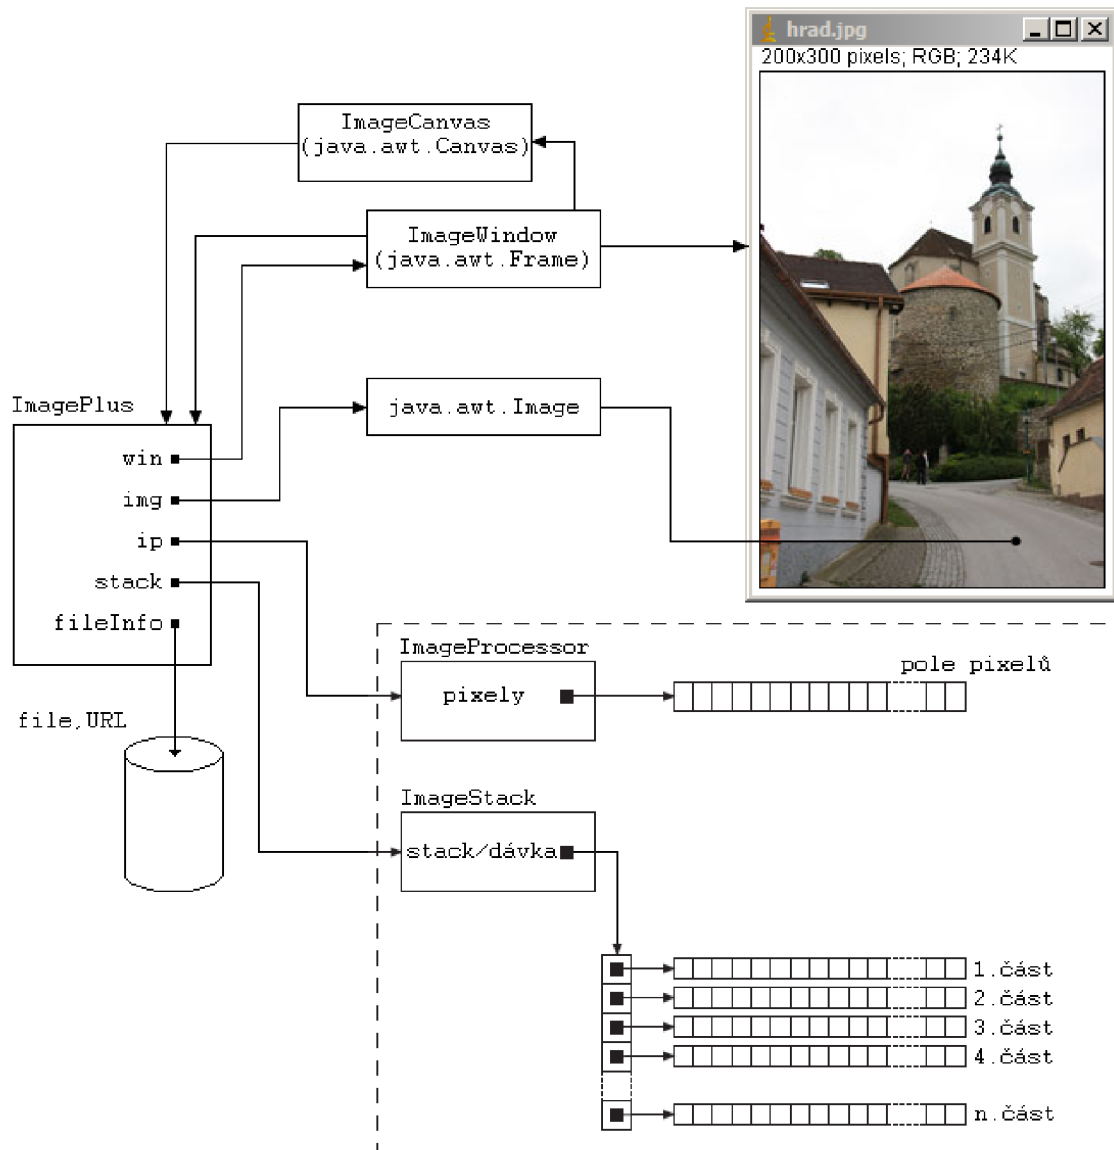 hrad.jpg
200x300 pixels; RGB; 234K
ImageCanvas
(java.awt.Canvas)
ImageWindow
(java.awt.Frame)
java.awt.Image
ImagePlus
win
img
ip
stack
fileInfo
file,URL
ImageProcessor
pixely
pole pixelů
ImageStack
stack/dávka
1.část
2.část
3.část
4.část
n.část